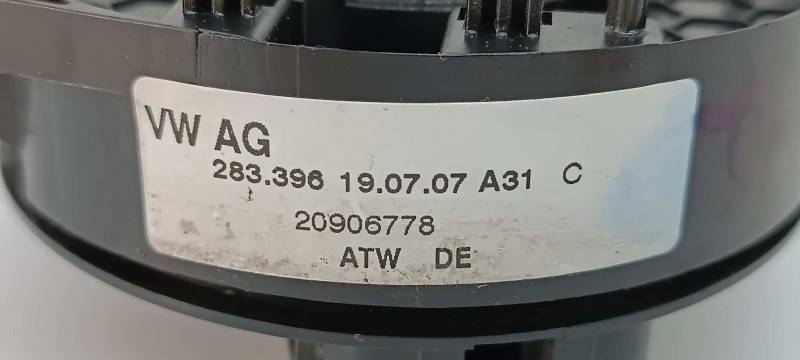 VW AG
283.396 19.07.07 A31 C
20906778
ATW DE